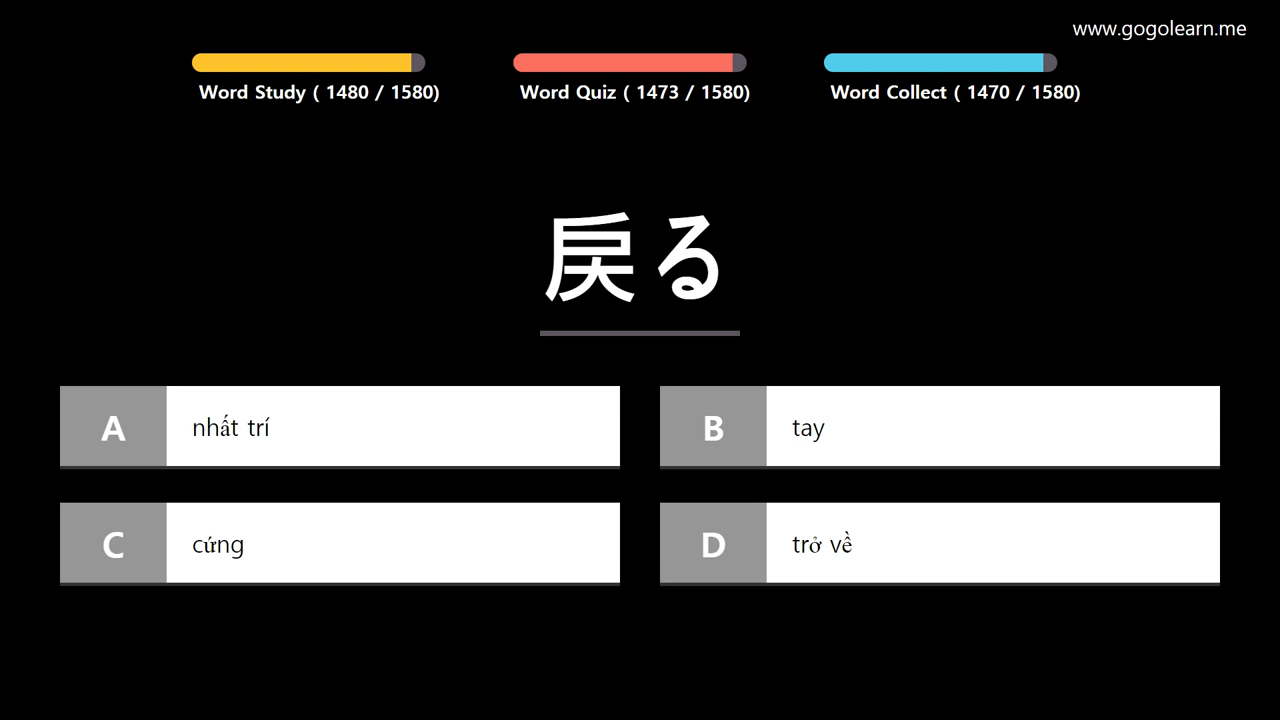 www.gogolearn.me
Word Study ( 1480 / 1580)
Word Quiz ( 1473 / 1580)
Word Collect ( 1470 / 1580)
戻る
A nhất trí
B tay
C cứng
D trở về